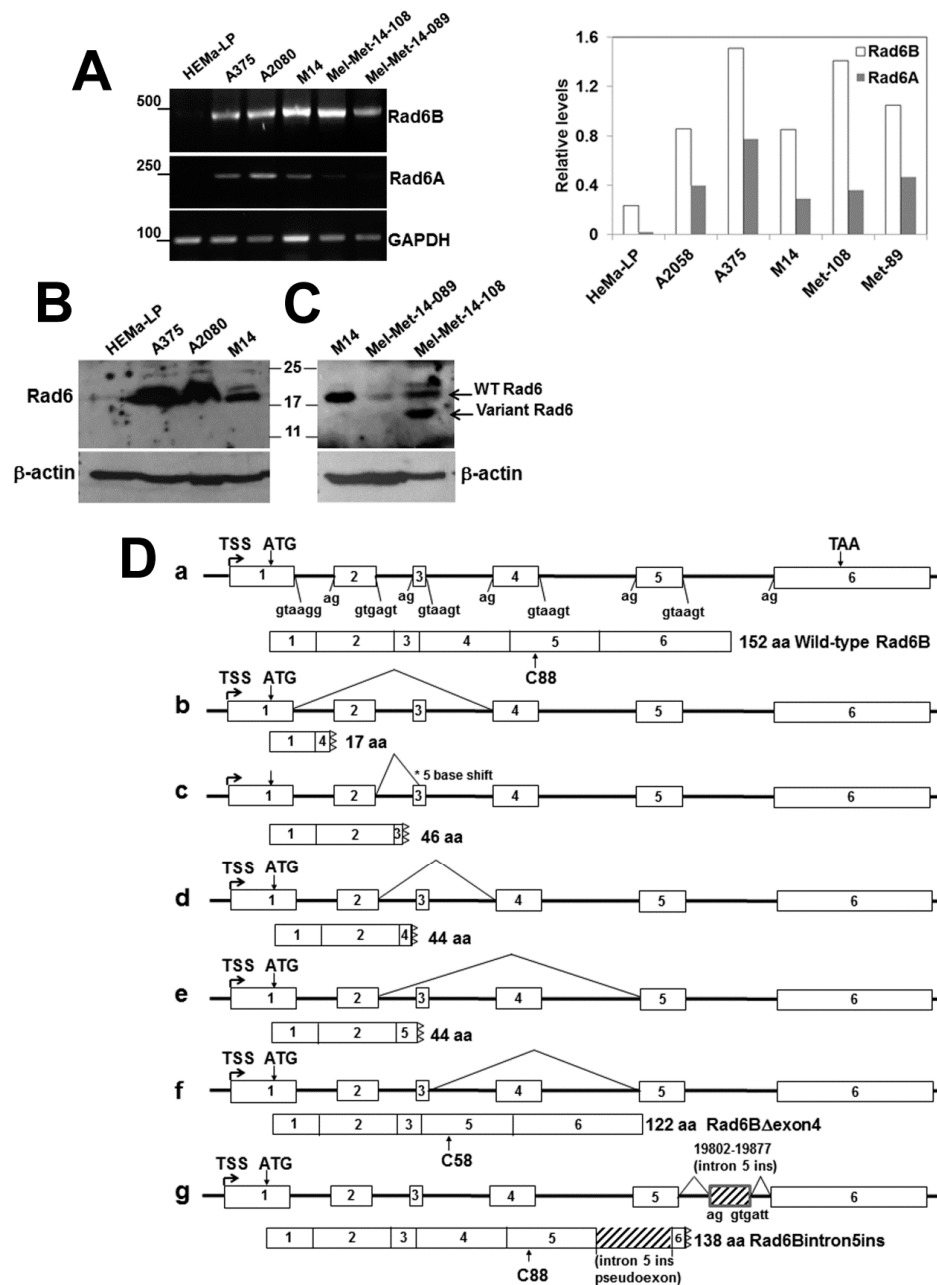 A
HEMa-LP
A375
A2080
M14
Mel-Met-14-108
Mel-Met-14-089
500
Rad6B
250
Rad6A
100
GAPDH
Relative levels
1.6
1.2
0.8
0.4
0
Rad6B
Rad6A
HeMa-LP
A2058
A375
M14
Met-108
Met-89
B
HEMa-LP
A375
A2080
M14
Rad6
β-actin
25
17
11
C
M14
Mel-Met-14-089
Mel-Met-14-108
WT Rad6
Variant Rad6
β-actin
D
a
TSS ATG
TAA
1 2 3 4 5 6
gtaagg
ag
gtgagt
ag
gtaagt
ag
gtaagt
ag
gtaagt
ag
1 2 3 4 5 6
152 aa Wild-type Rad6B
C88
b
TSS ATG
1 2 3 4 5 6
1 4
17 aa
c
* 5 base shift
1 2 3 4 5 6
1 2 3
46 aa
d
TSS ATG
1 2 3 4 5 6
1 2 4
44 aa
e
TSS ATG
1 2 3 4 5 6
1 2 5
44 aa
f
TSS ATG
1 2 3 4 5 6
1 2 3 5 6
122 aa Rad6BΔexon4
C58
g
TSS ATG
19802-19877
(intron 5 ins)
1 2 3 4 5 6
ag gtgatt
1 2 3 4 5 6
138 aa Rad6Bintron5ins
C88
(intron 5 ins
pseudoexon)